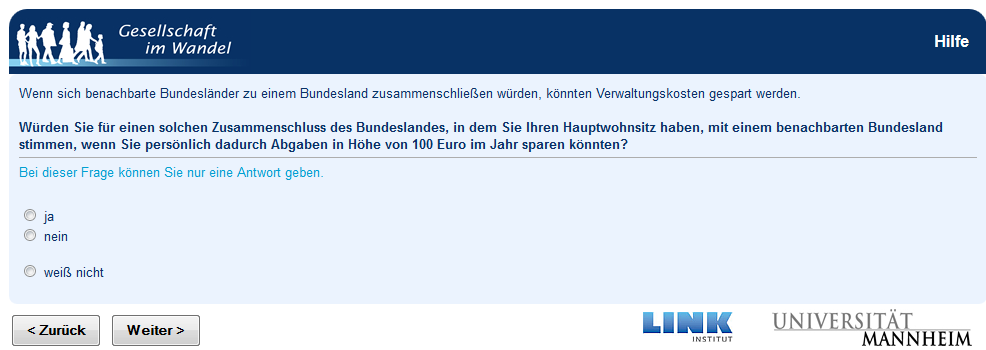 Gesellschaft
im Wandel
Hilfe
Wenn sich benachbarte Bundesländer zu einem Bundesland zusammenschließen würden, könnten Verwaltungskosten gespart werden.
Würden Sie für einen solchen Zusammenschluss des Bundeslandes, in dem Sie Ihren Hauptwohnsitz haben, mit einem benachbarten Bundesland
stimmen, wenn Sie persönlich dadurch Abgaben in Höhe von 100 Euro im Jahr sparen könnten?
Bei dieser Frage können Sie nur eine Antwort geben.
ja
nein
weiß nicht
< Zurück
Weiter >
LINK
INSTITUT
UNIVERSITÄT
MANNHEIM